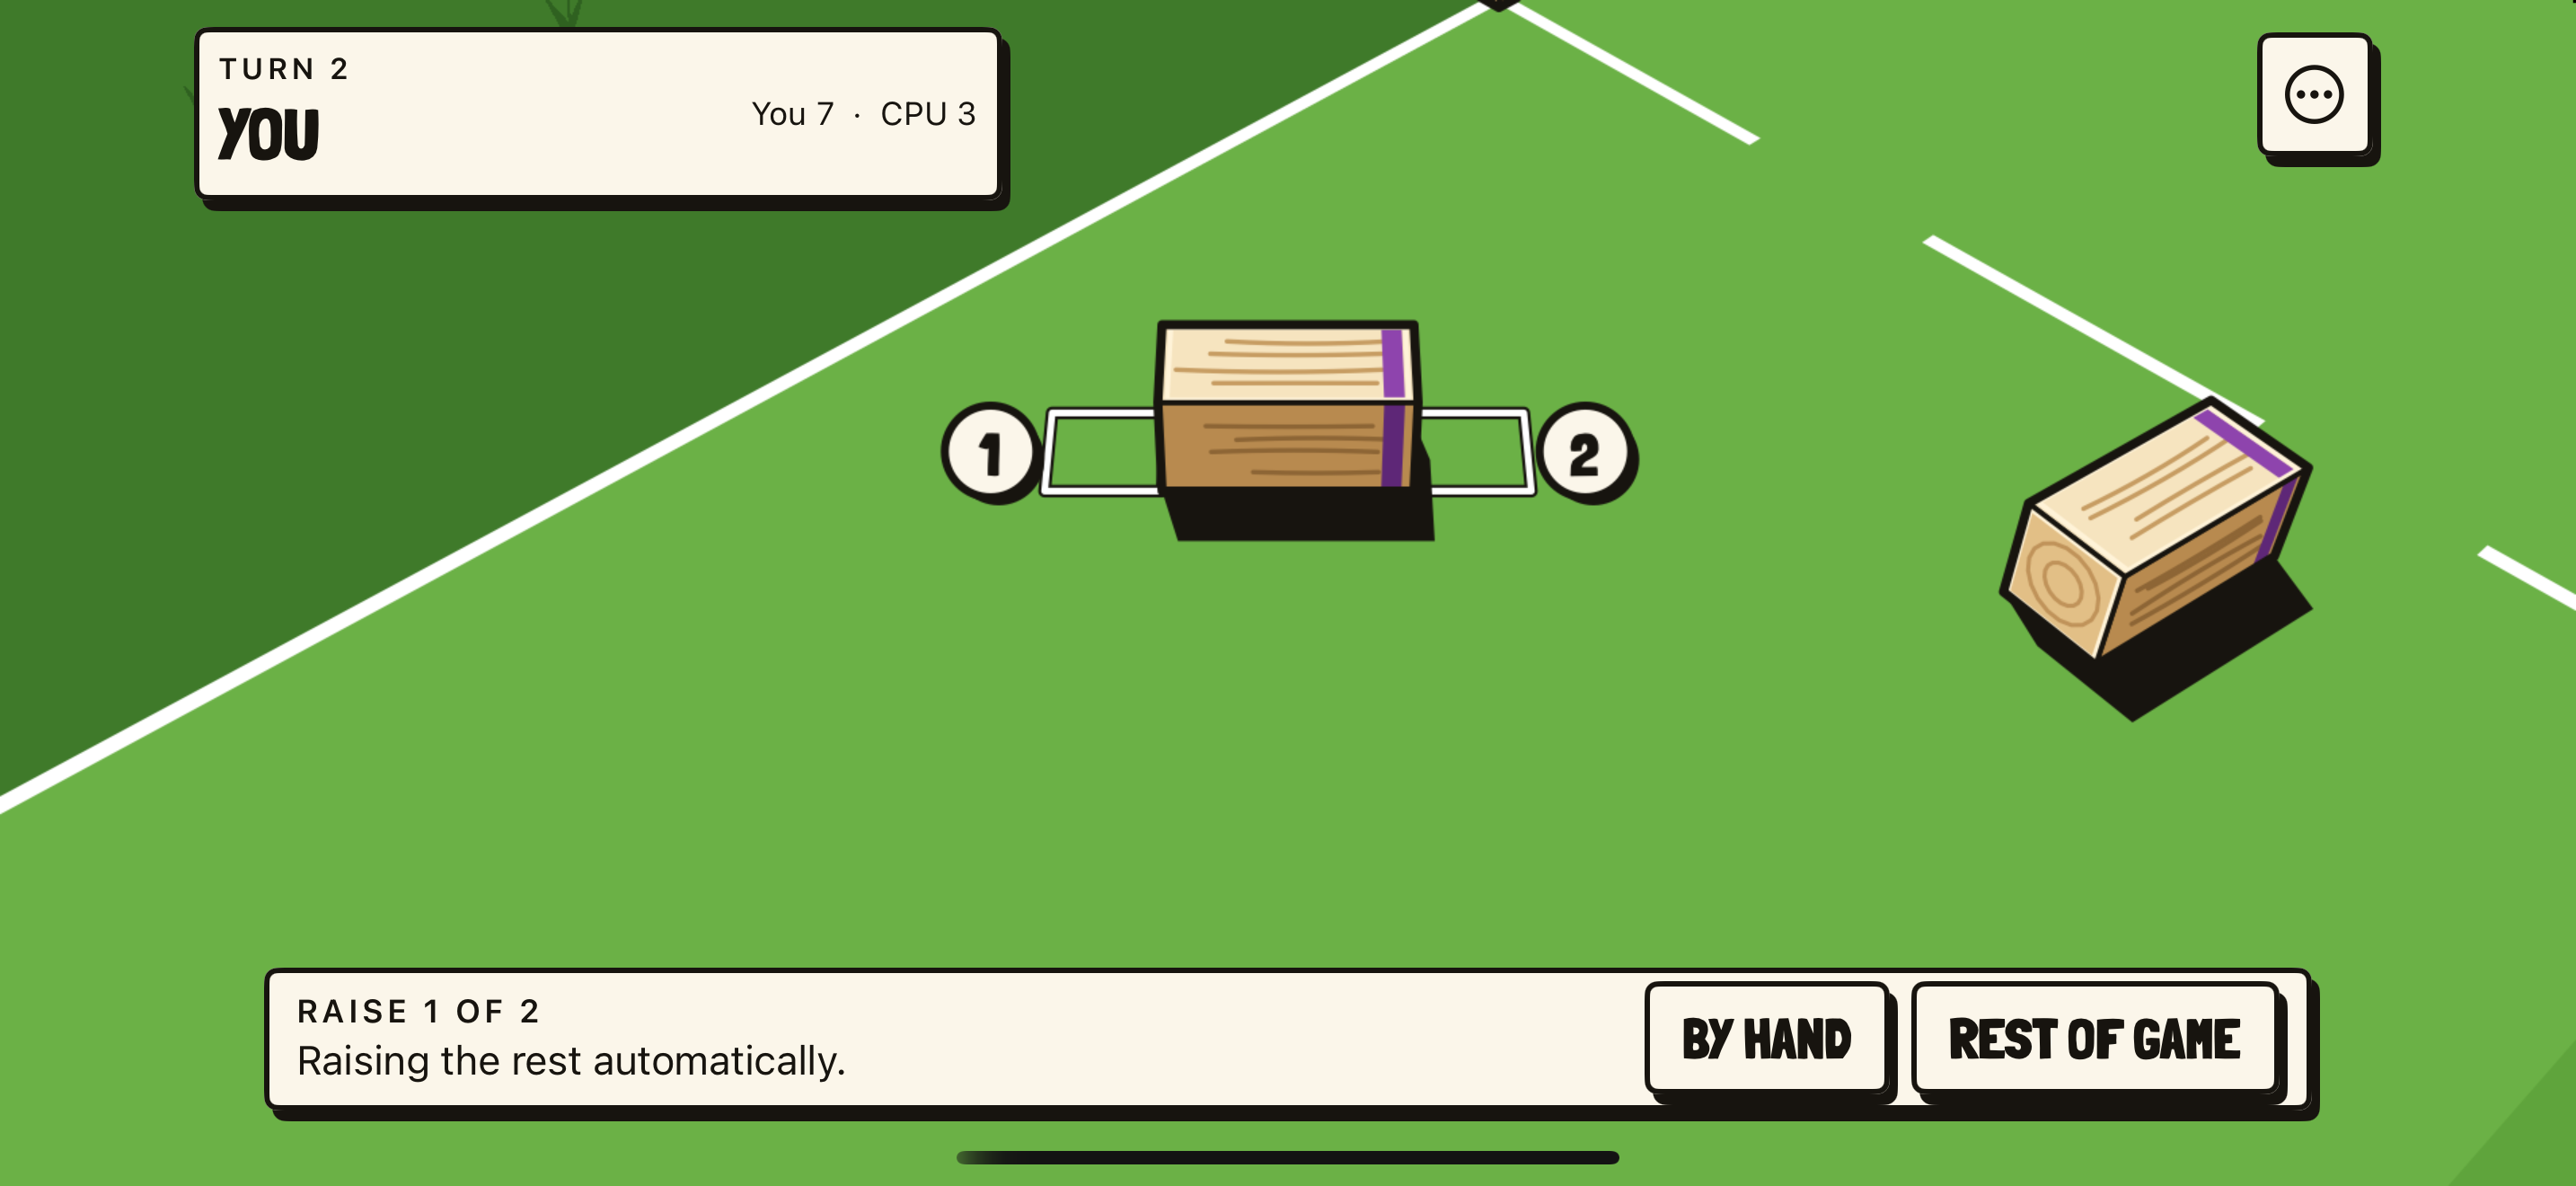 TURN 2
YOU
You 7 · CPU 3
1
2
RAISE 1 OF 2
Raising the rest automatically.
BY HAND
REST OF GAME